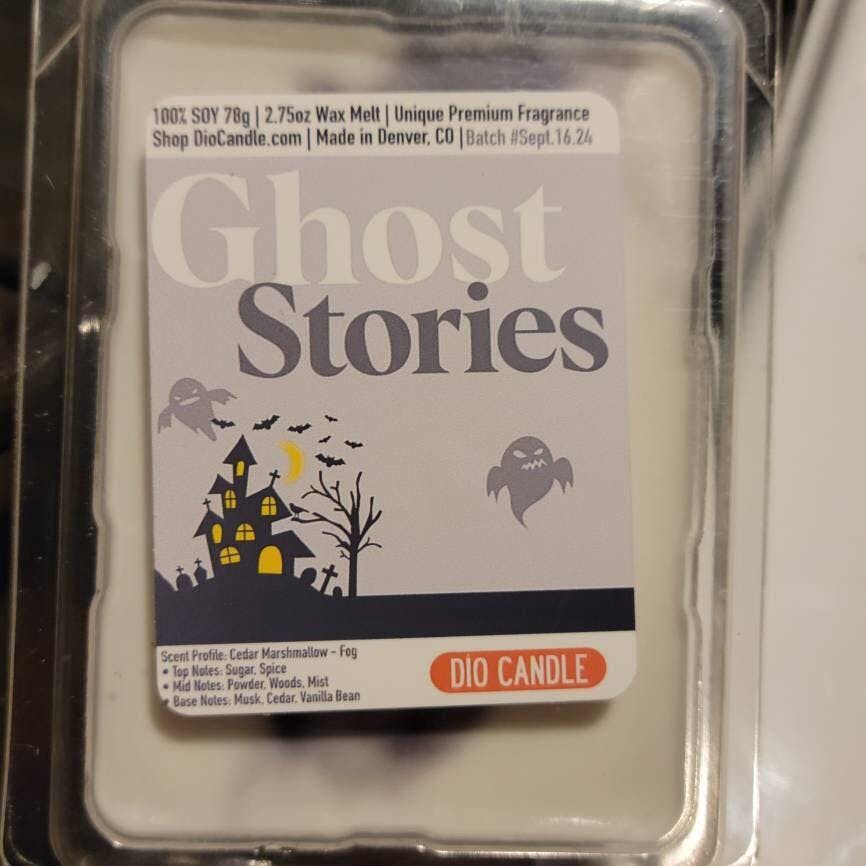 100% SOY 78g | 2.75oz Wax Melt | Unique Premium Fragrance
Shop DioCandle.com | Made in Denver, CO | Batch #Sept.16.24
Ghost
Stories
Scent Profile: Cedar Marshmallow - Fog
• Top Notes: Sugar, Spice
• Mid Notes: Powder, Woods, Mist
• Base Notes: Musk, Cedar, Vanilla Bean
DIO CANDLE